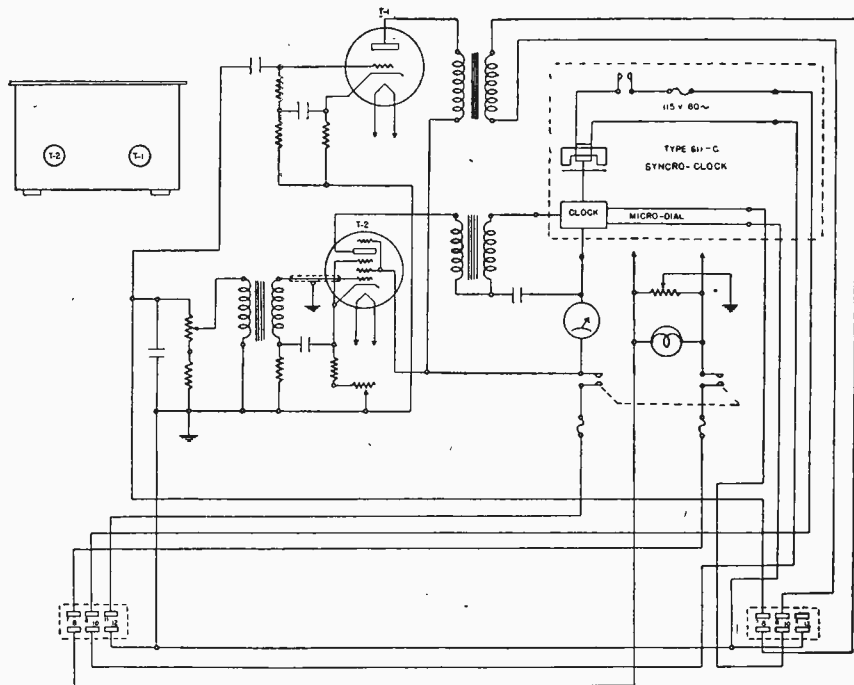 T-1
115 V 60~
TYPE 611-C
SYNCRO-CLOCK
T-2
T-1
CLOCK
MICRO-DIAL
T-2